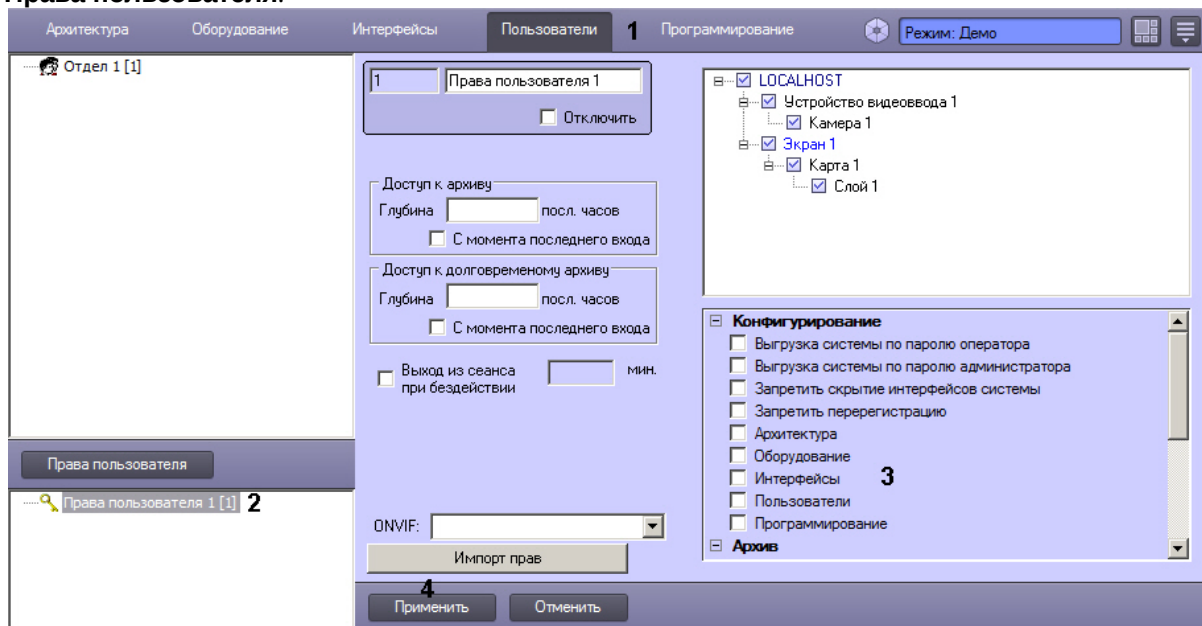 Права пользователя.
Архитектура Оборудование Интерфейсы Пользователи 1 Программирование Режим: Демо
Отдел 1 [1]
1 Права пользователя 1
Отключить
Доступ к архиву
Глубина посл. часов
С момента последнего входа
Доступ к долговременому архиву
Глубина посл. часов
С момента последнего входа
Выход из сеанса
при бездействии
мин.
ONVIF:
Импорт прав
4
Применить Отменить
LOCALHOST
Устройство видеоввода 1
Камера 1
Экран 1
Карта 1
Слой 1
Конфигурирование
Выгрузка системы по паролю оператора
Выгрузка системы по паролю администратора
Запретить скрытие интерфейсов системы
Запретить перерегистрацию
Архитектура
Оборудование
Интерфейсы 3
Пользователи
Программирование
Архив
Права пользователя
Права пользователя 1 [1] 2